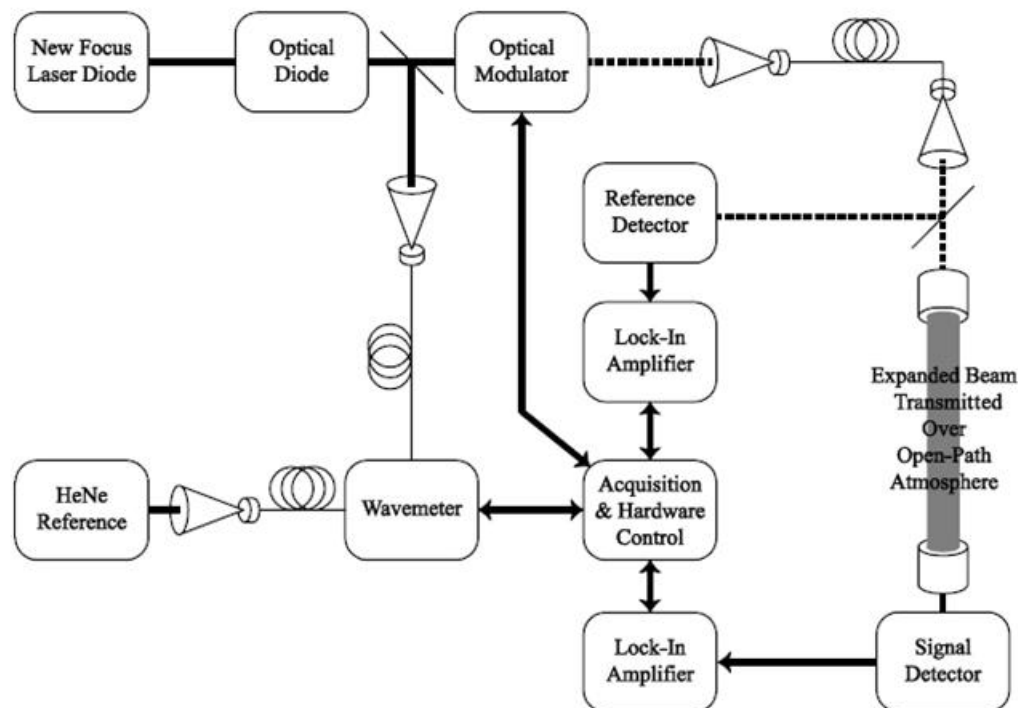 New Focus
Laser Diode
Optical
Diode
Optical
Modulator
Reference
Detector
Lock-In
Amplifier
Expanded Beam
Transmitted
Over
Open-Path
Atmosphere
HeNe
Reference
Wavemeter
Acquisition
& Hardware
Control
Lock-In
Amplifier
Signal
Detector